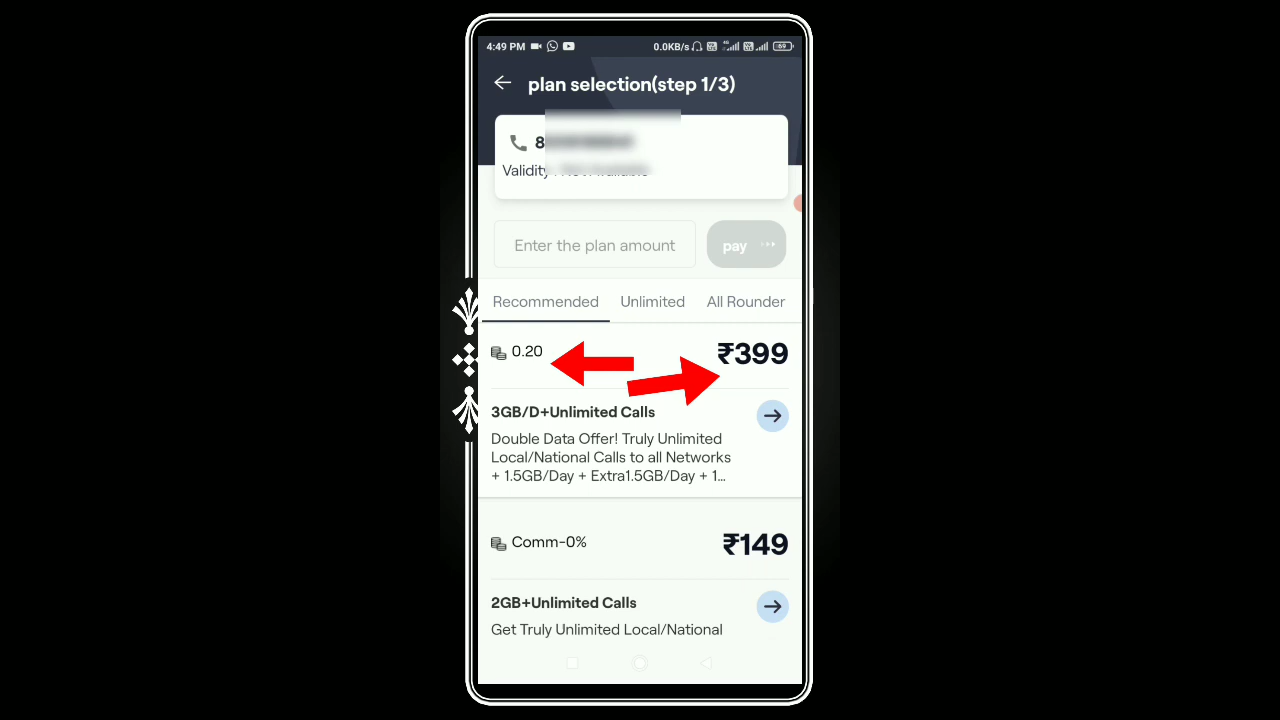 4:49 PM 0.0KB/s 69
plan selection(step 1/3)
8
Validity
Enter the plan amount pay
Recommended Unlimited All Rounder
0.20 ₹399
3GB/D+Unlimited Calls
Double Data Offer! Truly Unlimited
Local/National Calls to all Networks
+ 1.5GB/Day + Extra1.5GB/Day + 1...
Comm-0% ₹149
2GB+Unlimited Calls
Get Truly Unlimited Local/National